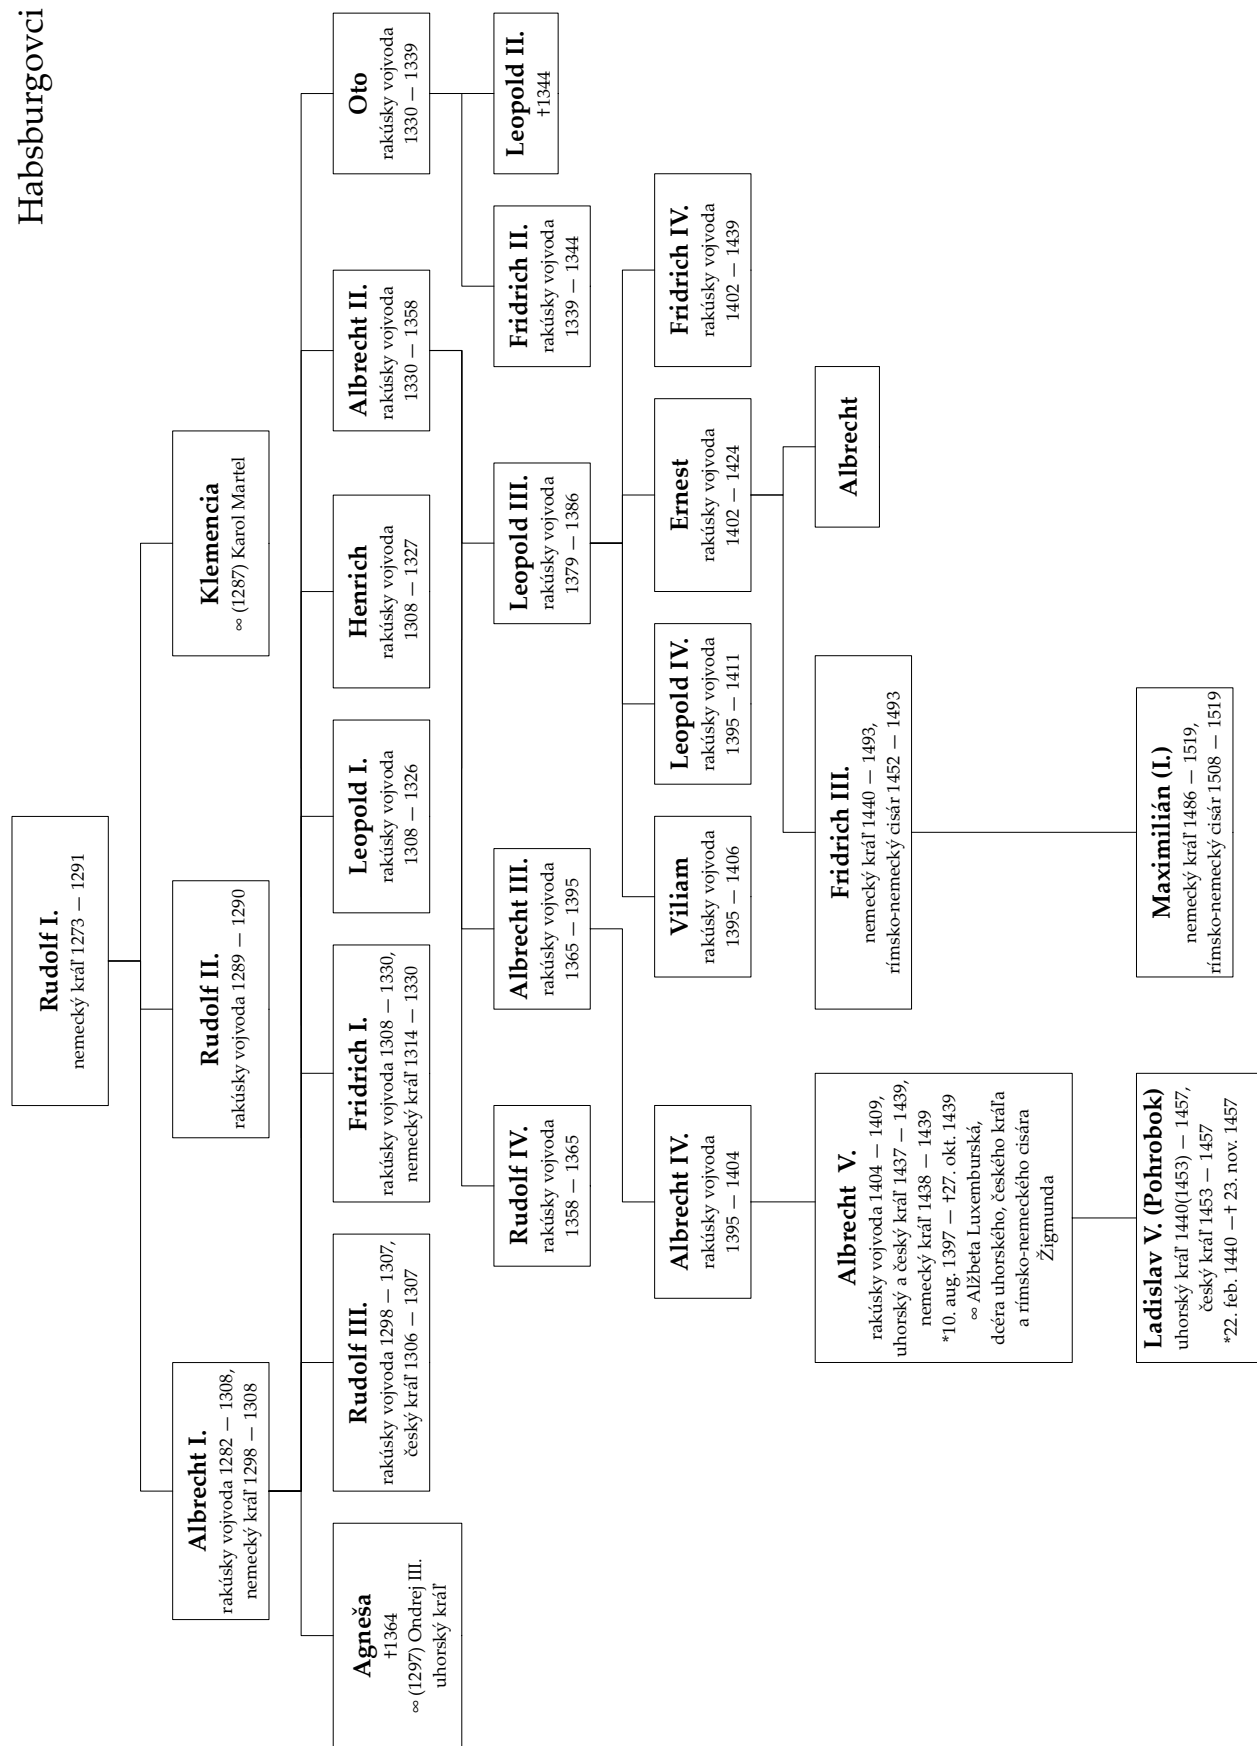 Habsburgovci
Rudolf I.
nemecký kráľ 1273 — 1291
Albrecht I.
rakúsky vojvoda 1282 — 1308,
nemecký kráľ 1298 — 1308
Rudolf II.
rakúsky vojvoda 1289 — 1290
Klemencia
∞ (1287) Karol Martel
Agneša
†1364
∞ (1297) Ondrej III.
uhorský kráľ
Rudolf III.
rakúsky vojvoda 1298 — 1307,
český kráľ 1306 — 1307
Fridrich I.
rakúsky vojvoda 1308 — 1330,
nemecký kráľ 1314 — 1330
Leopold I.
rakúsky vojvoda
1308 — 1326
Henrich
rakúsky vojvoda
1308 — 1327
Albrecht II.
rakúsky vojvoda
1330 — 1358
Oto
rakúsky vojvoda
1330 — 1339
Rudolf IV.
rakúsky vojvoda
1358 — 1365
Albrecht III.
rakúsky vojvoda
1365 — 1395
Leopold III.
rakúsky vojvoda
1379 — 1386
Fridrich II.
rakúsky vojvoda
1339 — 1344
Leopold II.
†1344
Albrecht IV.
rakúsky vojvoda
1395 — 1404
Viliam
rakúsky vojvoda
1395 — 1406
Leopold IV.
rakúsky vojvoda
1395 — 1411
Ernest
rakúsky vojvoda
1402 — 1424
Fridrich IV.
rakúsky vojvoda
1402 — 1439
Albrecht V.
rakúsky vojvoda 1404 — 1409,
uhorský a český kráľ 1437 — 1439,
nemecký kráľ 1438 — 1439
*10. aug. 1397 — †27. okt. 1439
∞ Alžbeta Luxemburská,
dcéra uhorského, českého kráľa
a rímsko-nemeckého cisára
Žigmunda
Fridrich III.
nemecký kráľ 1440 — 1493,
rímsko-nemecký cisár 1452 — 1493
Albrecht
Ladislav V. (Pohrobok)
uhorský kráľ 1440(1453) — 1457,
český kráľ 1453 — 1457
*22. feb. 1440 —† 23. nov. 1457
Maximilián (I.)
nemecký kráľ 1486 — 1519,
rímsko-nemecký cisár 1508 — 1519